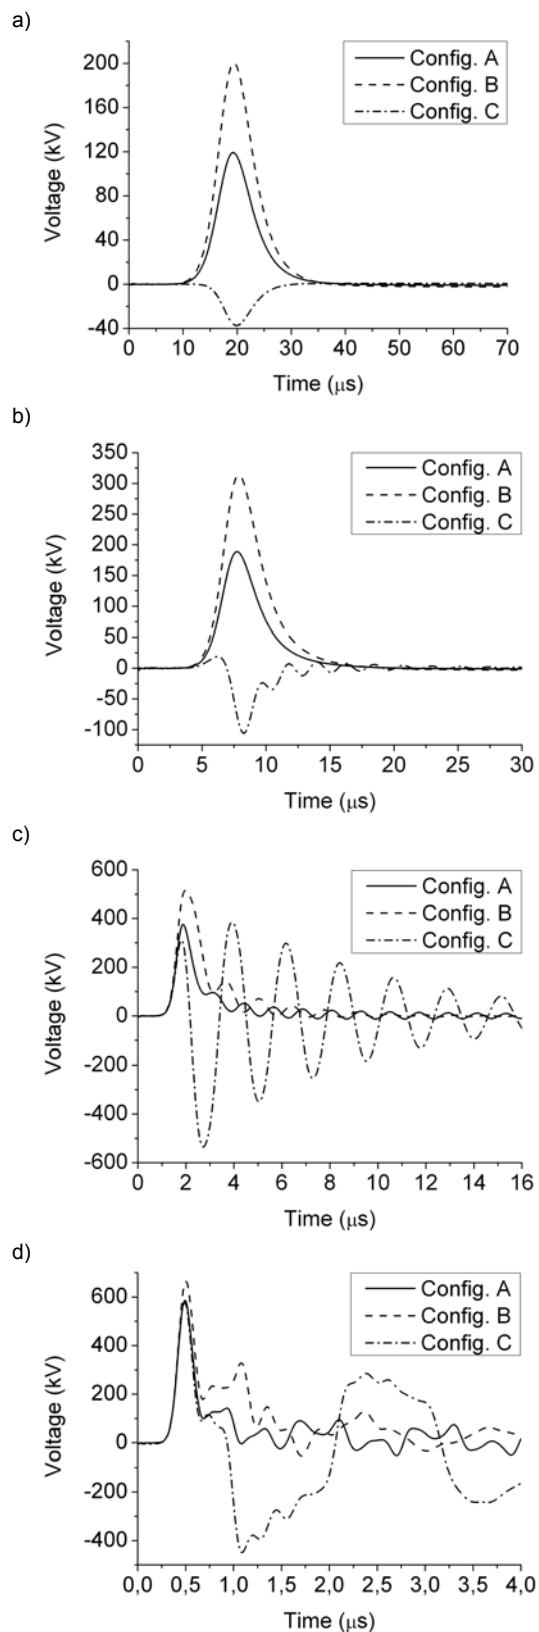 a)
Config. A
Config. B
Config. C
Voltage (kV)
200
160
120
80
40
0
-40
0 10 20 30 40 50 60 70
Time (μs)
b)
Config. A
Config. B
Config. C
Voltage (kV)
350
300
250
200
150
100
50
0
-50
-100
0 5 10 15 20 25 30
Time (μs)
c)
Config. A
Config. B
Config. C
Voltage (kV)
600
400
200
0
-200
-400
-600
0 2 4 6 8 10 12 14 16
Time (μs)
d)
Config. A
Config. B
Config. C
Voltage (kV)
600
400
200
0
-200
-400
0,0 0,5 1,0 1,5 2,0 2,5 3,0 3,5 4,0
Time (μs)